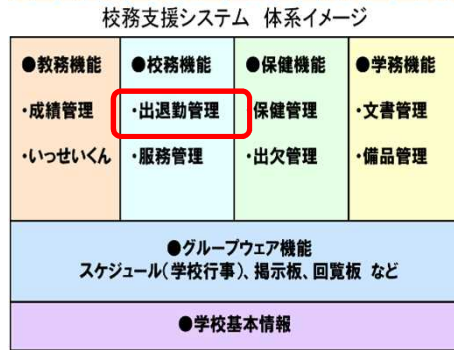 校務支援システム 体系イメージ
●教務機能 ●校務機能 ●保健機能 ●学務機能
・成績管理 ・出退勤管理 保健管理 ・文書管理
・いっせいくん ・服務管理 ・出欠管理 ・備品管理
●グループウェア機能
スケジュール(学校行事)、掲示板、回覧板 など
●学校基本情報